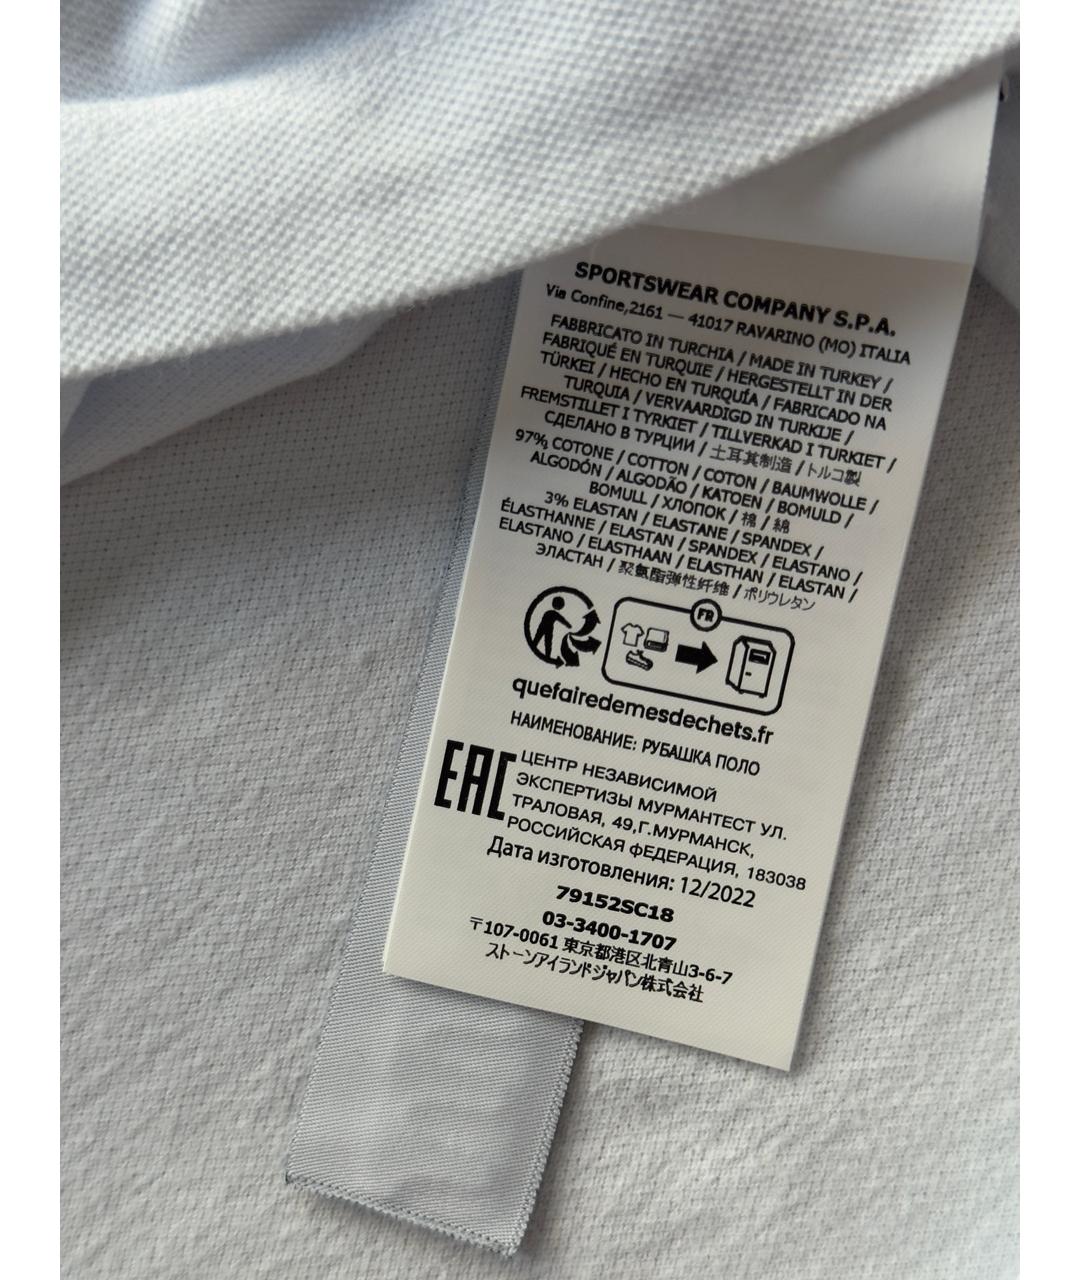 SPORTSWEAR COMPANY S.P.A.
Via Confine,2161 — 41017 RAVARINO (MO) ITALIA
FABBRICATO IN TURCHIA / MADE IN TURKEY /
FABRIQUÉ EN TURQUIE / HERGESTELLT IN DER
TÜRKEI / HECHO EN TURQUÍA / FABRICADO NA
TURQUIA / VERVAARDIGD IN TURKIJE /
FREMSTILLET I TYRKIET / TILLVERKAD I TURKIET /
СДЕЛАНО В ТУРЦИИ / 土耳其制造 / トルコ製
97% COTONE / COTTON / COTON / BAUMWOLLE /
ALGODÓN / ALGODÃO / KATOEN / BOMULD /
BOMULL / ХЛОПОК / 棉 / 綿
3% ELASTAN / ELASTANE / SPANDEX /
ÉLASTHANNE / ELASTAN / SPANDEX / ELASTANO /
ELASTANO / ELASTHAAN / ELASTHAN / ELASTAN /
ЭЛАСТАН / 聚氨酯弹性纤维 / ポリウレタン
FR
quefairedemesdechets.fr
НАИМЕНОВАНИЕ: РУБАШКА ПОЛО
EAC
ЦЕНТР НЕЗАВИСИМОЙ
ЭКСПЕРТИЗЫ МУРМАНТЕСТ УЛ.
ТРАЛОВАЯ, 49,Г.МУРМАНСК,
РОССИЙСКАЯ ФЕДЕРАЦИЯ, 183038
Дата изготовления: 12/2022
79152SC18
03-3400-1707
〒107-0061 東京都港区北青山3-6-7
ストーンアイランドジャパン株式会社